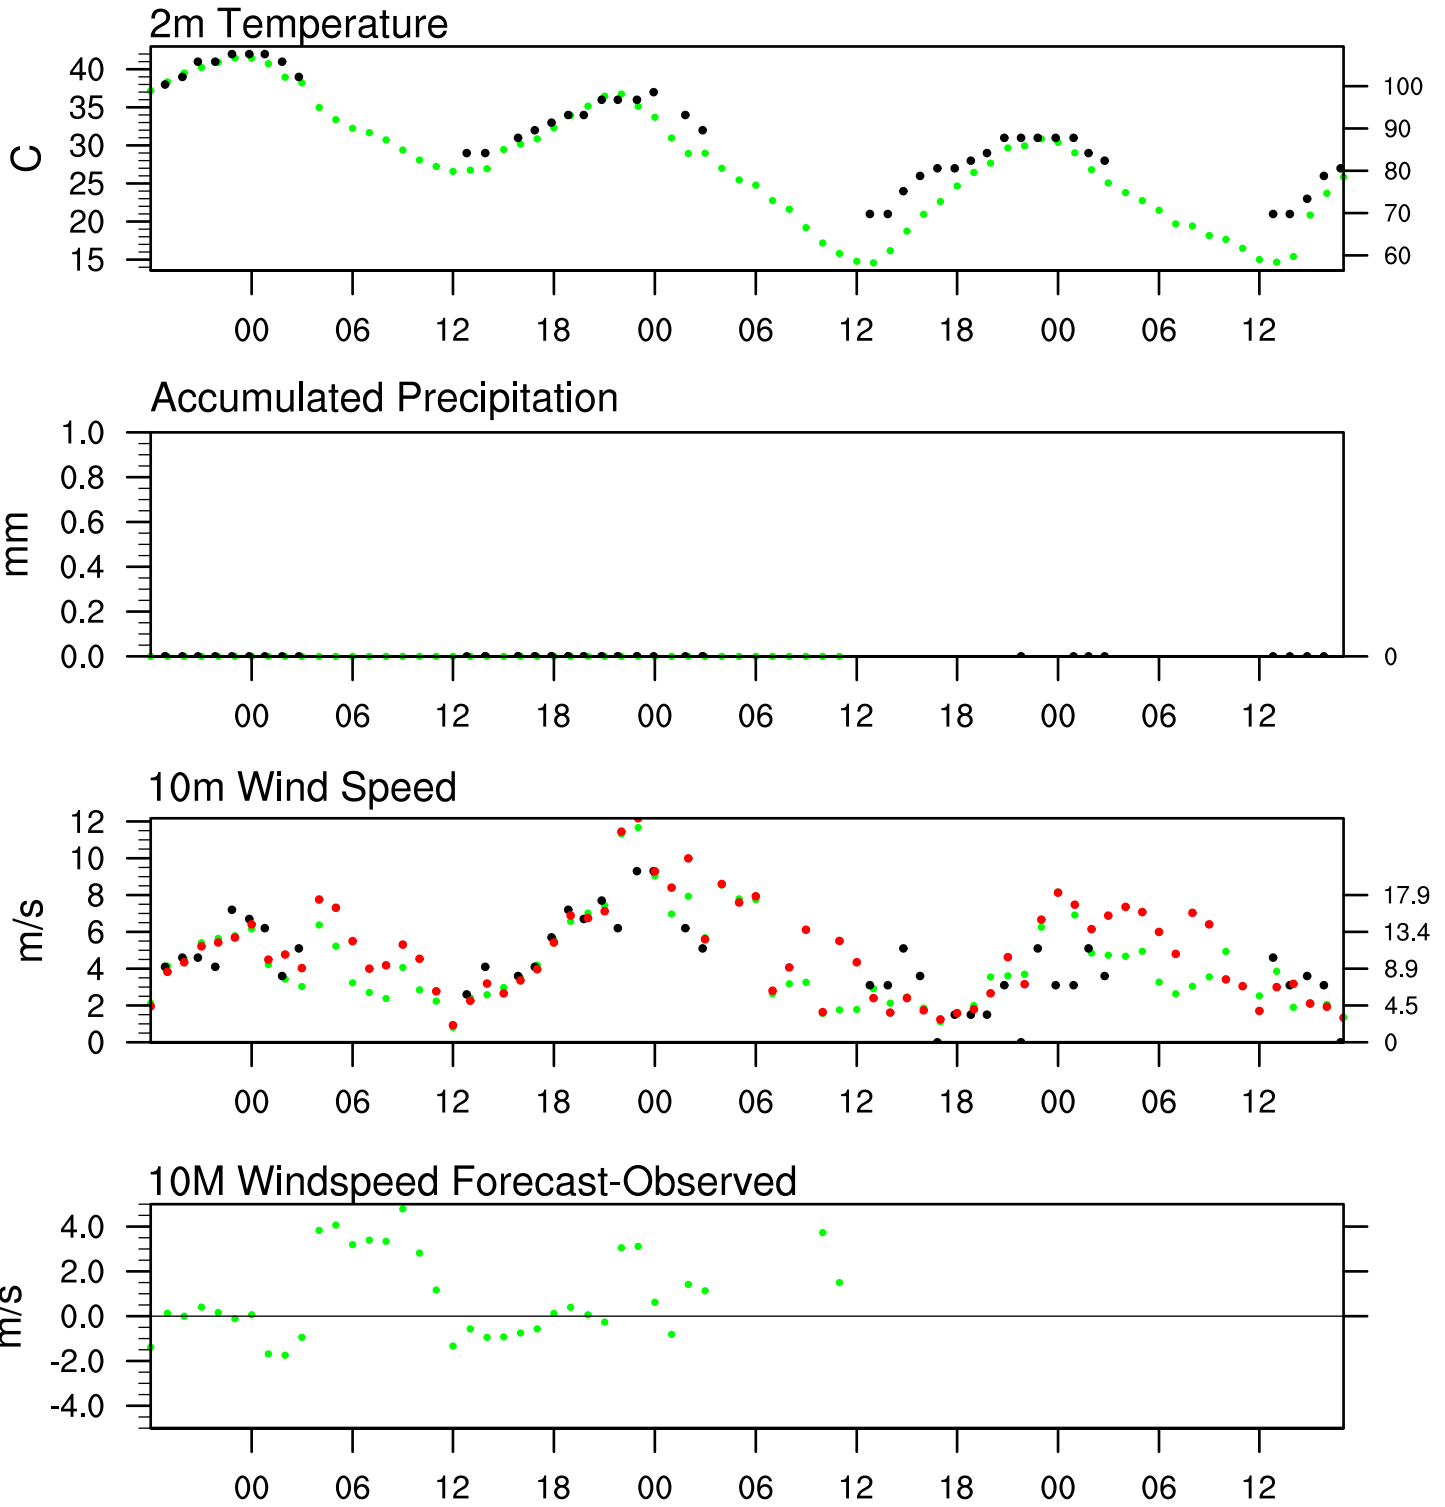 2m Temperature
40
35
30
25
20
15
C
100
90
80
70
60
00 06 12 18 00 06 12 18 00 06 12
Accumulated Precipitation
1.0
0.8
0.6
0.4
0.2
0.0
mm
0
00 06 12 18 00 06 12 18 00 06 12
10m Wind Speed
12
10
8
6
4
2
0
m/s
17.9
13.4
8.9
4.5
0
00 06 12 18 00 06 12 18 00 06 12
10M Windspeed Forecast-Observed
4.0
2.0
0.0
-2.0
-4.0
m/s
00 06 12 18 00 06 12 18 00 06 12